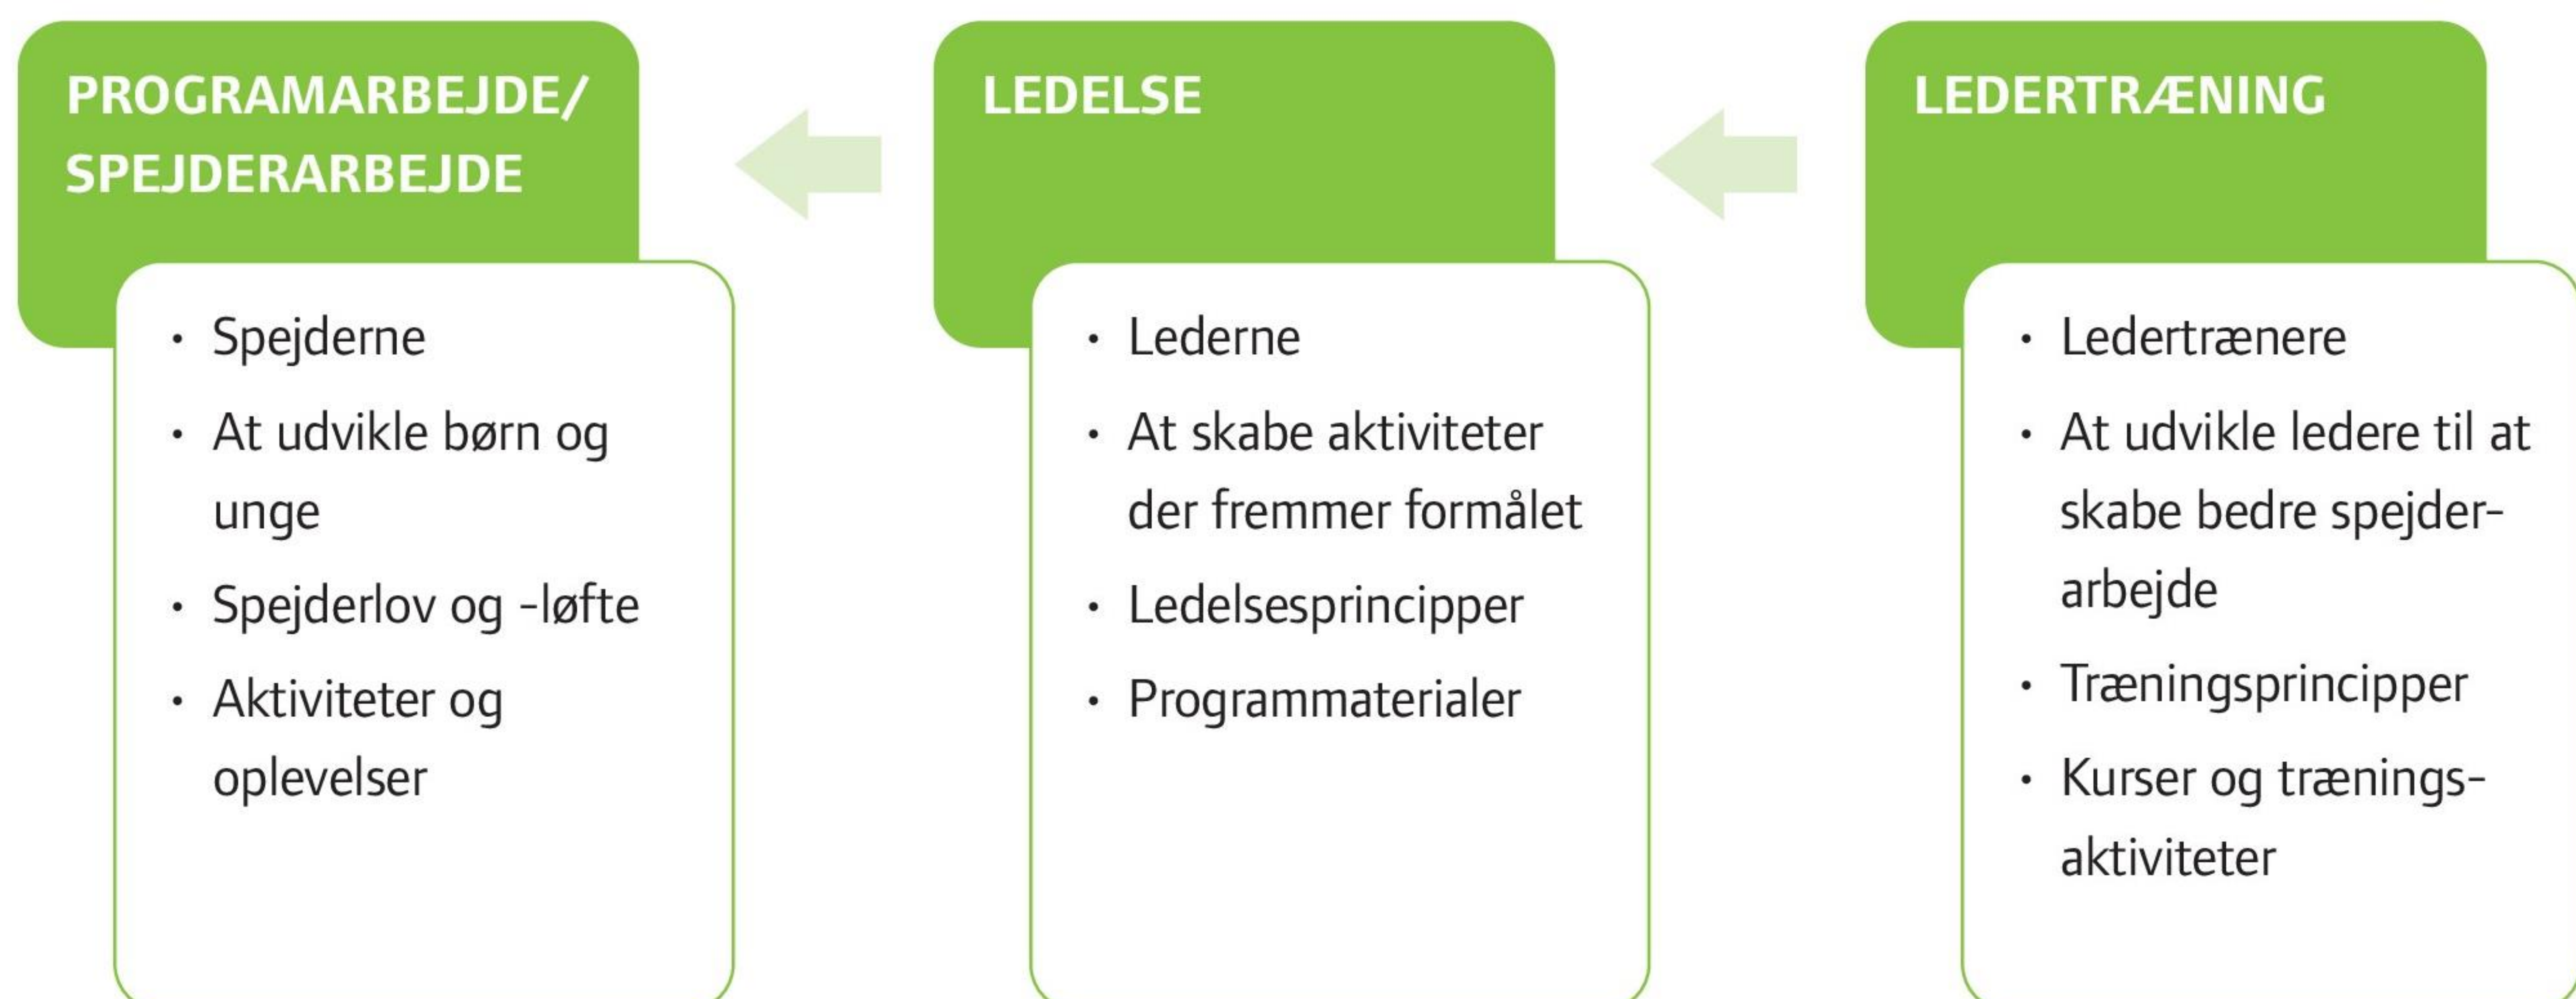 PROGRAMARBEJDE/
SPEJDERARBEJDE
· Spejderne
· At udvikle børn og
unge
· Spejderlov og -løfte
· Aktiviteter og
oplevelser
LEDELSE
· Lederne
· At skabe aktiviteter
der fremmer formålet
· Ledelsesprincipper
· Programmaterialer
LEDERTRÆNING
· Ledertrænere
· At udvikle ledere til at
skabe bedre spejder-
arbejde
· Træningsprincipper
· Kurser og trænings-
aktiviteter